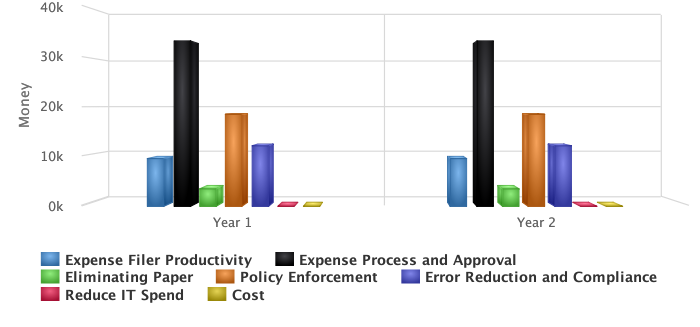 40k
30k
20k
10k
0k
Money
Year 1
Year 2
Expense Filer Productivity
Expense Process and Approval
Eliminating Paper
Policy Enforcement
Error Reduction and Compliance
Reduce IT Spend
Cost